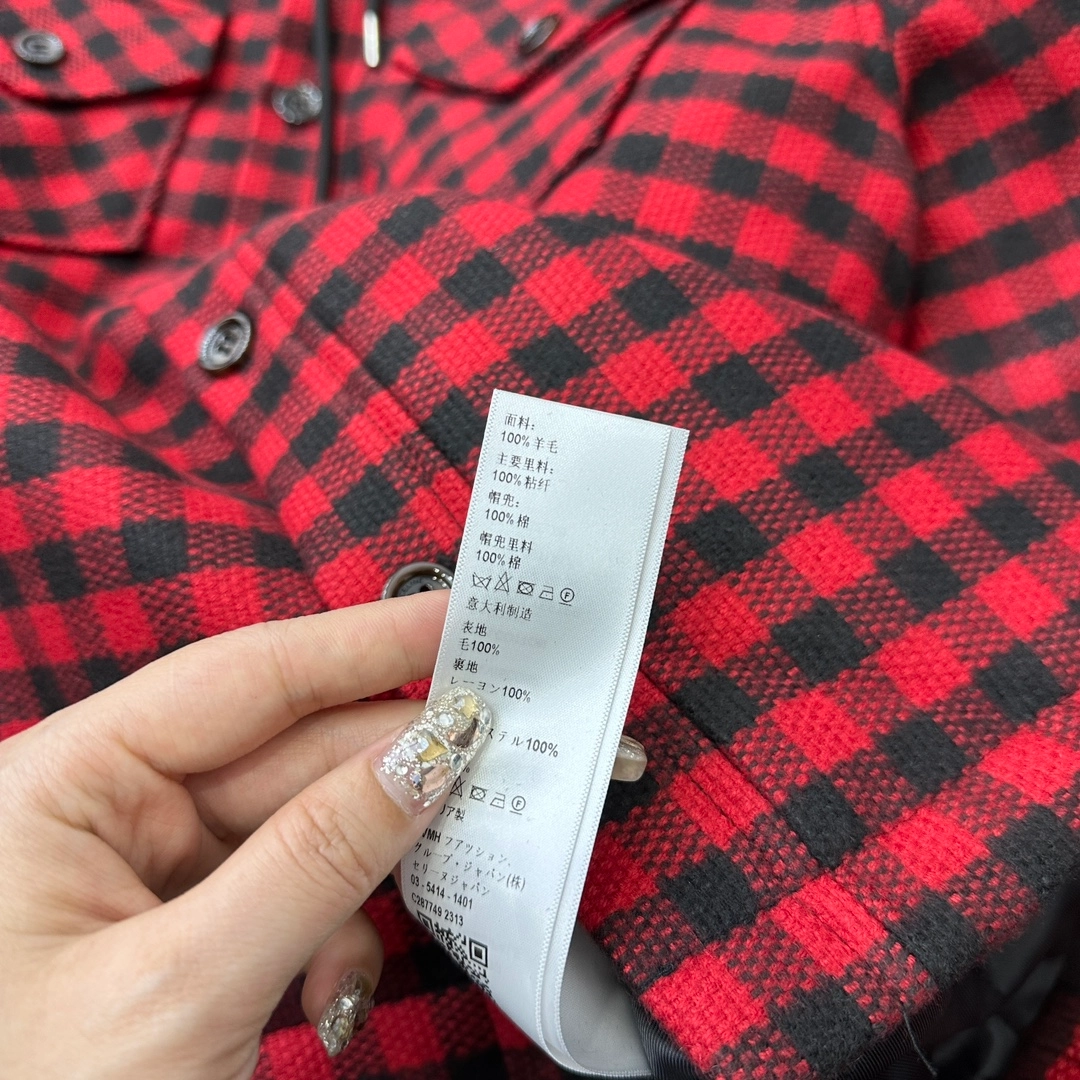 面料:
100% 羊毛
主要里料:
100% 粘纤
帽兜:
100% 棉
帽兜里料
100% 棉
F
意大利制造
表地
毛100%
裏地
レーヨン100%
ステル100%
F
リア製
VMH ファッション.
グループ・ジャパン(株)
セリーヌジャパン
03 - 5414 - 1401
C287749 2313